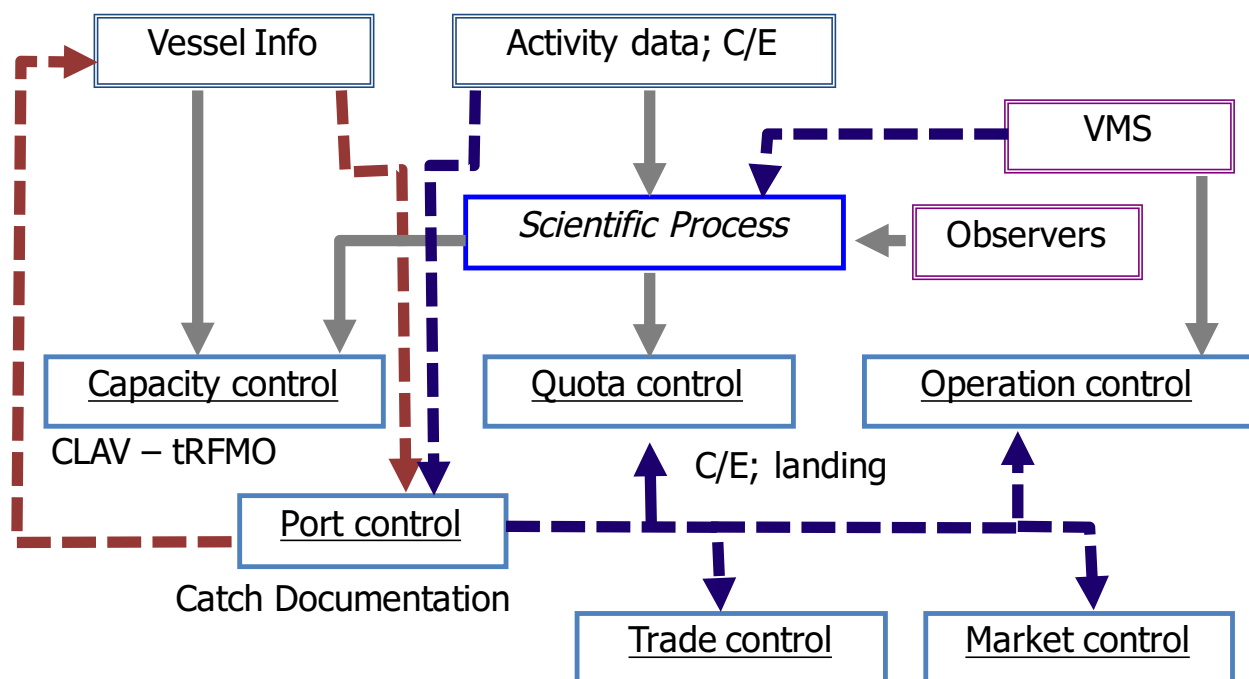 Vessel Info
Activity data; C/E
VMS
Scientific Process
Observers
Capacity control
Quota control
Operation control
CLAV – tRFMO
C/E; landing
Port control
Catch Documentation
Trade control
Market control